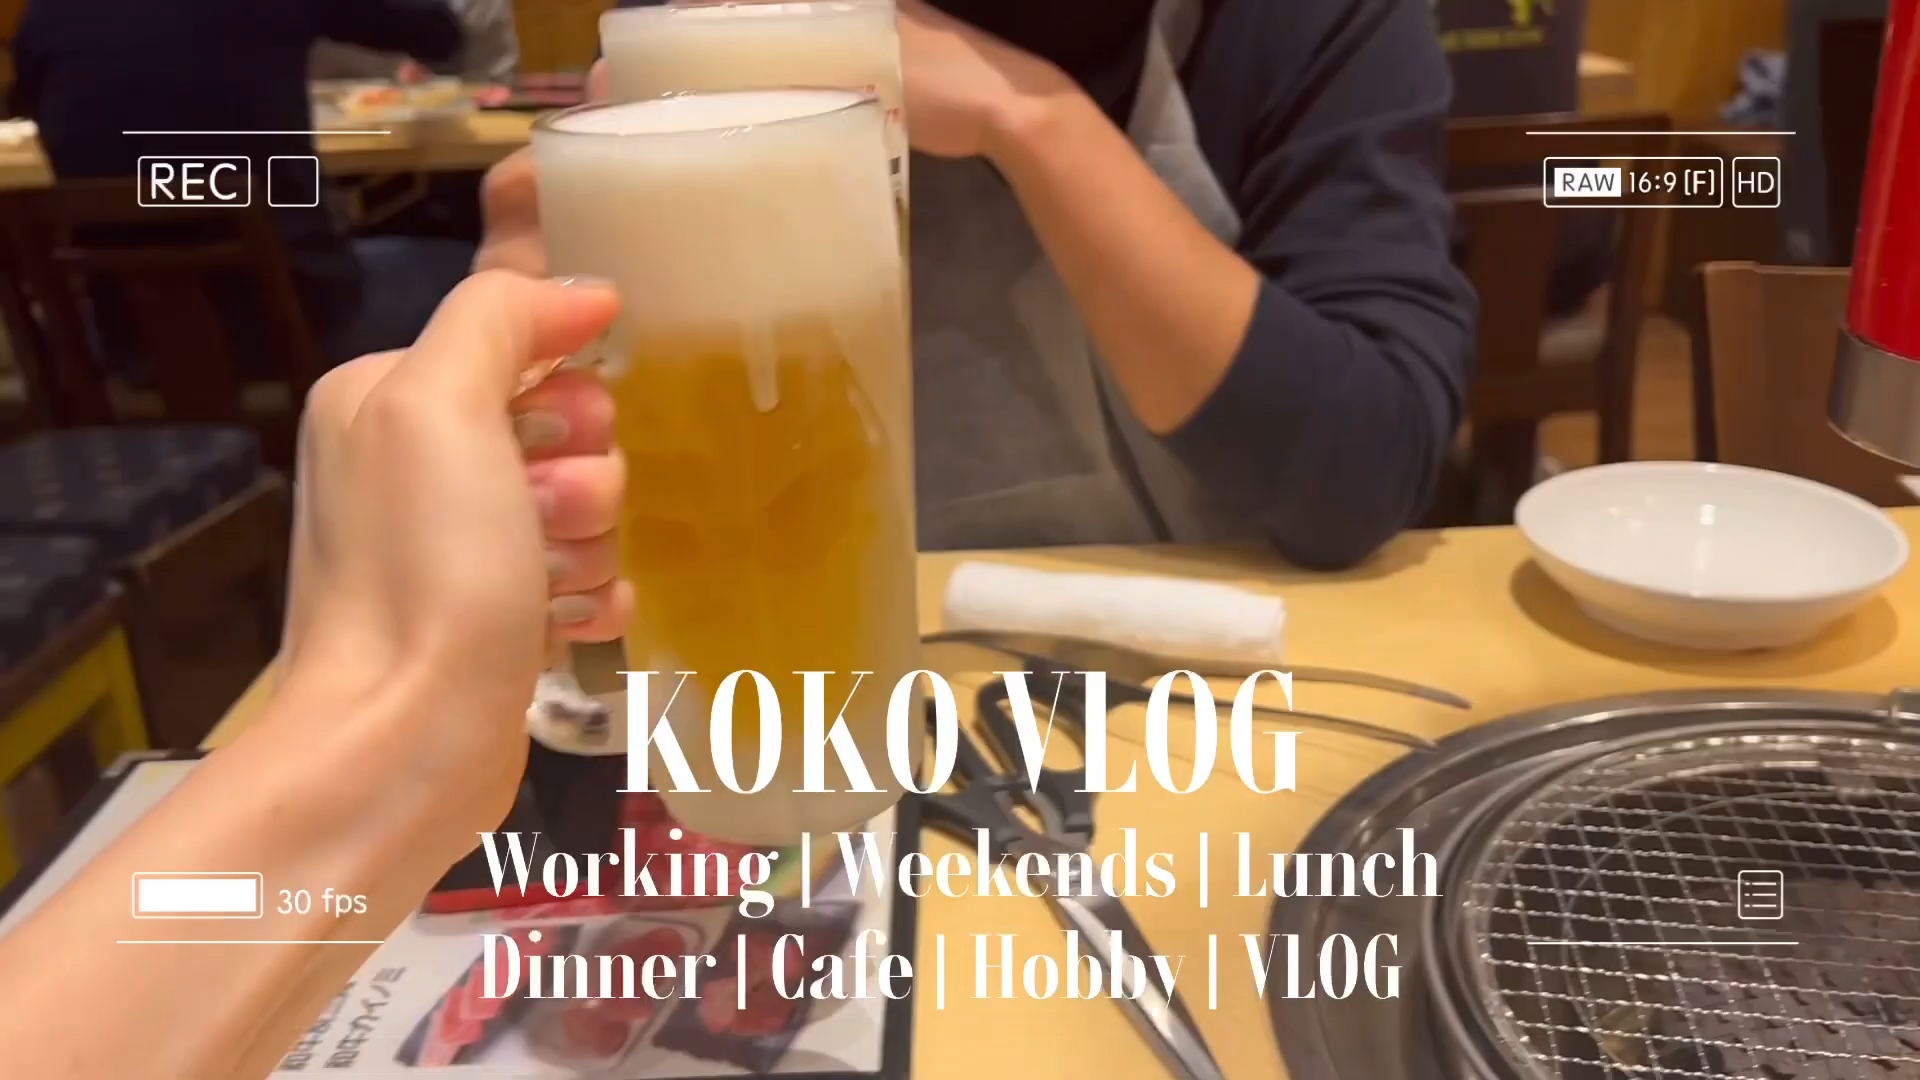 REC
RAW 16:9 [F] HD
KOKO VLOG
Working | Weekends | Lunch
Dinner | Cafe | Hobby | VLOG
30 fps